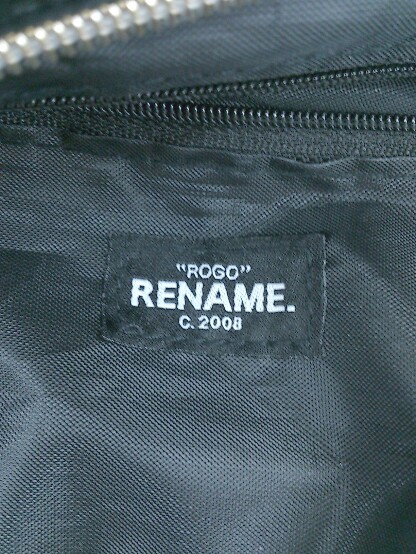 "ROGO"
RENAME.
C. 2008